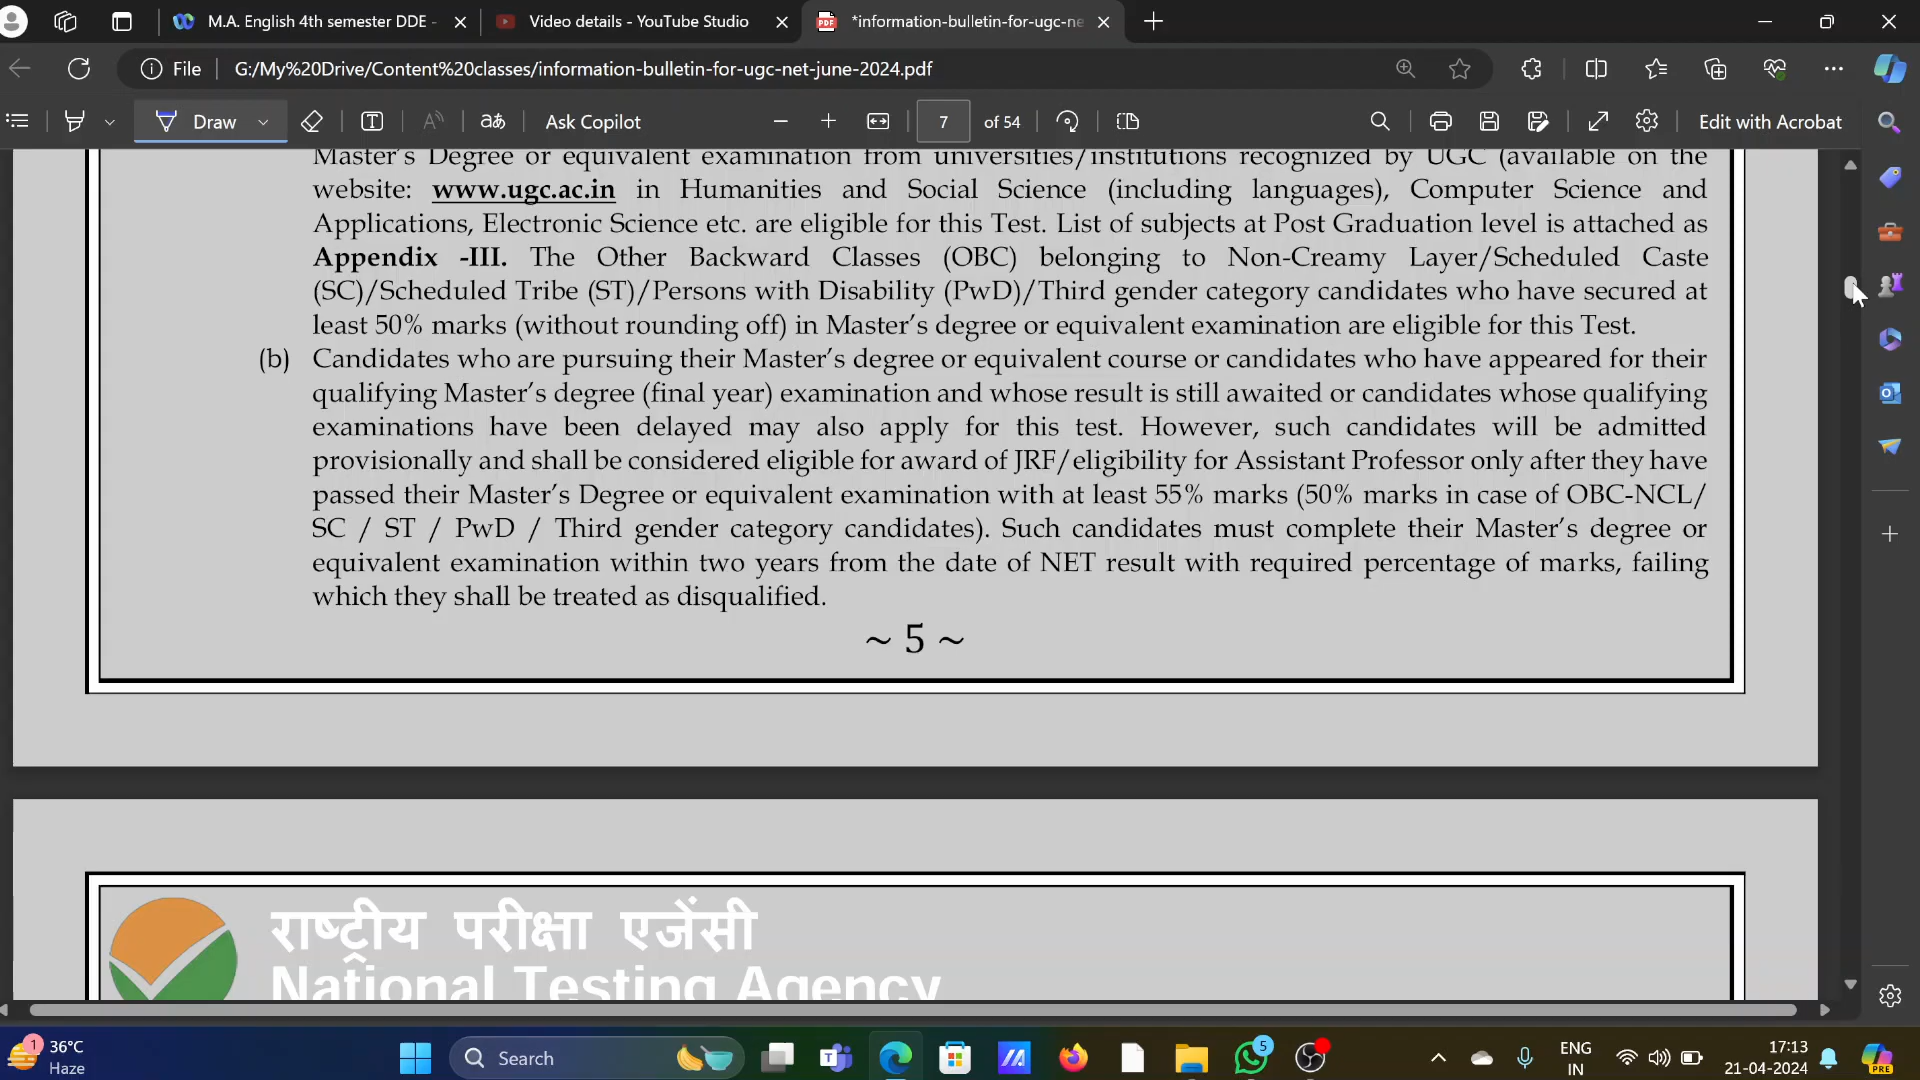 M.A. English 4th semester DDE -
Video details - YouTube Studio
PDF
*information-bulletin-for-ugc-ne
File
G:/My%20Drive/Content%20classes/information-bulletin-for-ugc-net-june-2024.pdf
Draw
aあ
Ask Copilot
7
of 54
Edit with Acrobat
Master's Degree or equivalent examination from universities/institutions recognized by UGC (available on the
website: www.ugc.ac.in in Humanities and Social Science (including languages), Computer Science and
Applications, Electronic Science etc. are eligible for this Test. List of subjects at Post Graduation level is attached as
Appendix -III. The Other Backward Classes (OBC) belonging to Non-Creamy Layer/Scheduled Caste
(SC)/Scheduled Tribe (ST)/Persons with Disability (PwD)/Third gender category candidates who have secured at
least 50% marks (without rounding off) in Master's degree or equivalent examination are eligible for this Test.
(b) Candidates who are pursuing their Master's degree or equivalent course or candidates who have appeared for their
qualifying Master's degree (final year) examination and whose result is still awaited or candidates whose qualifying
examinations have been delayed may also apply for this test. However, such candidates will be admitted
provisionally and shall be considered eligible for award of JRF/eligibility for Assistant Professor only after they have
passed their Master's Degree or equivalent examination with at least 55% marks (50% marks in case of OBC-NCL/
SC / ST / PwD / Third gender category candidates). Such candidates must complete their Master's degree or
equivalent examination within two years from the date of NET result with required percentage of marks, failing
which they shall be treated as disqualified.
~ 5 ~
राष्ट्रीय परीक्षा एजेंसी
National Testing Agency
1
36°C
Haze
Search
5
ENG
IN
17:13
21-04-2024
PRE